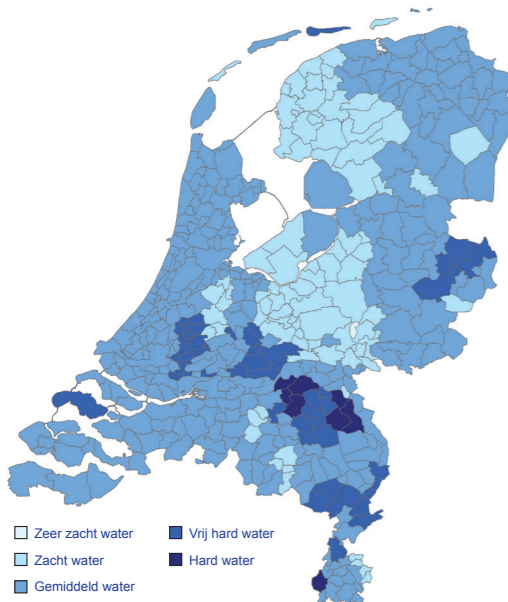 Zeer zacht water
Zacht water
Gemiddeld water
Vrij hard water
Hard water